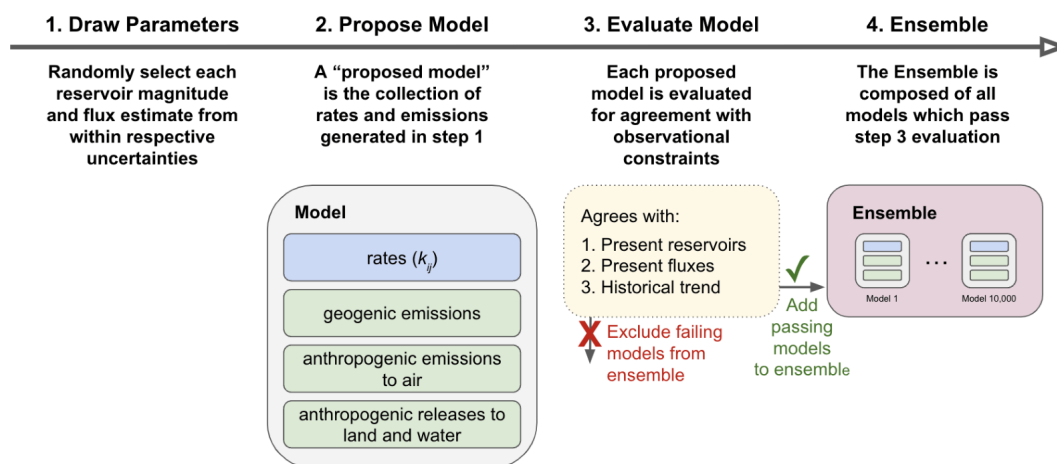 1. Draw Parameters
Randomly select each
reservoir magnitude
and flux estimate from
within respective
uncertainties
2. Propose Model
A “proposed model”
is the collection of
rates and emissions
generated in step 1
Model
rates (kij)
geogenic emissions
anthropogenic emissions
to air
anthropogenic releases to
land and water
3. Evaluate Model
Each proposed
model is evaluated
for agreement with
observational
constraints
Agrees with:
1. Present reservoirs
2. Present fluxes
3. Historical trend
Exclude failing
models from
ensemble
Add
passing
models
to ensemble
4. Ensemble
The Ensemble is
composed of all
models which pass
step 3 evaluation
Ensemble
...
Model 1
Model 10,000